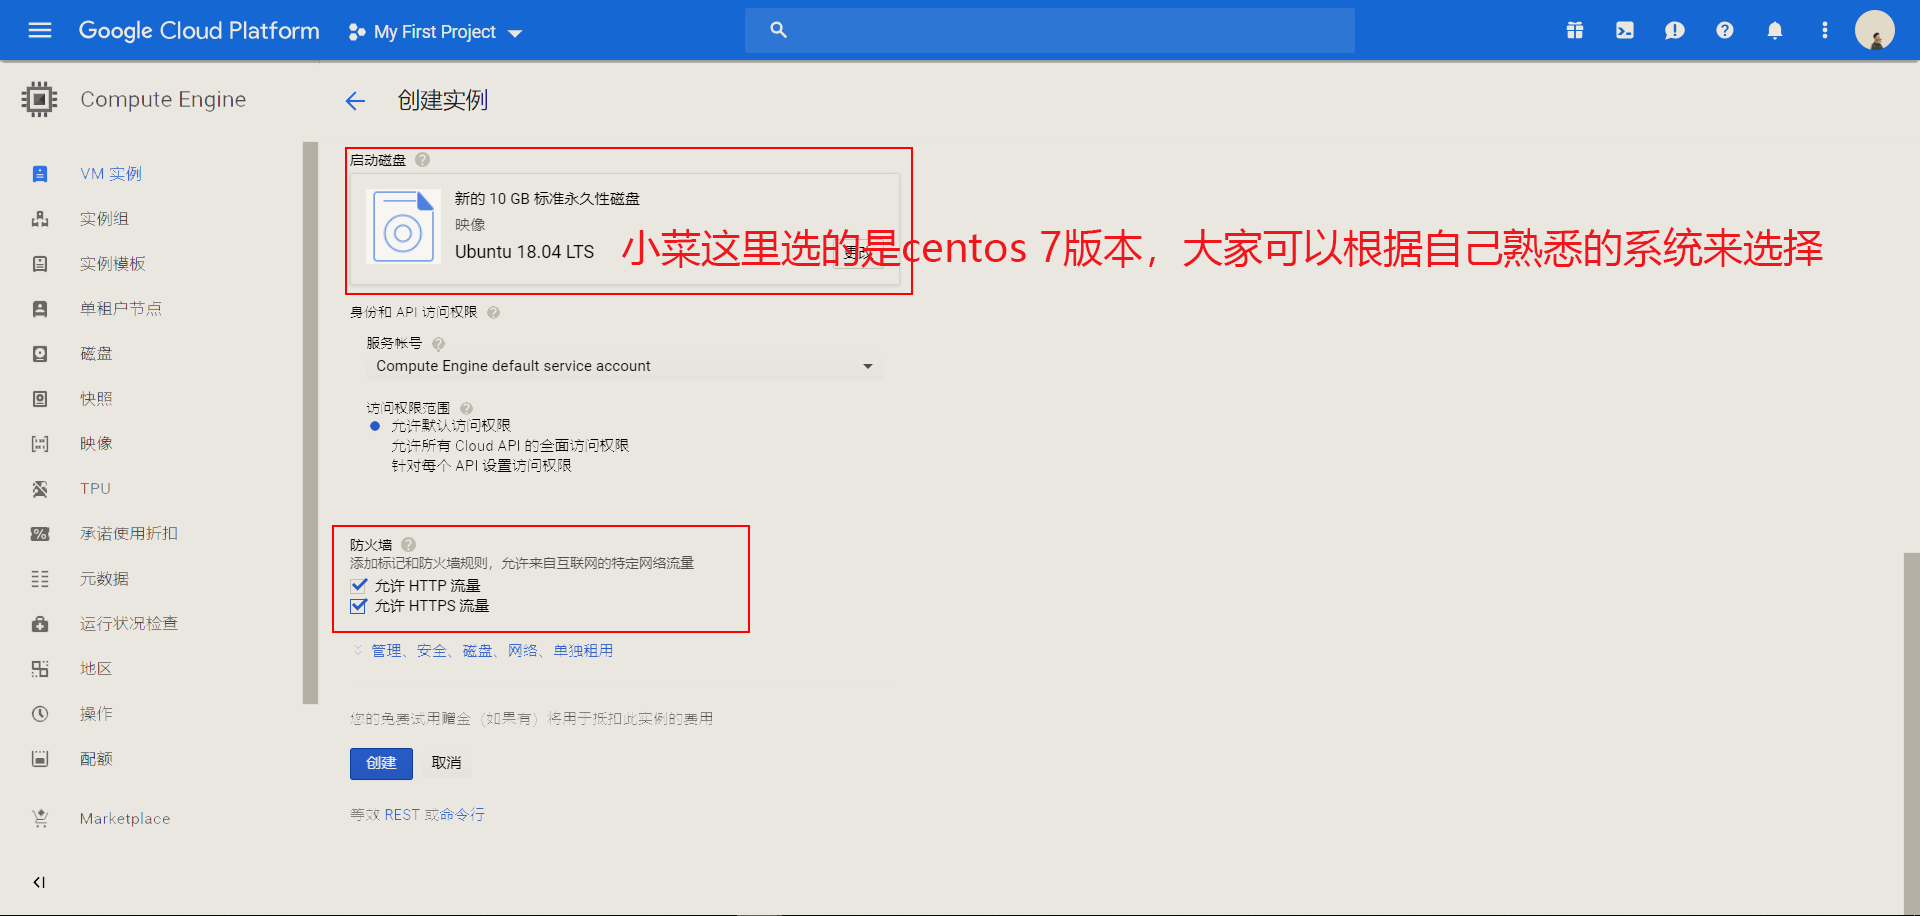 Google Cloud Platform
My First Project
Compute Engine
创建实例
VM 实例
实例组
实例模板
单租户节点
磁盘
快照
映像
TPU
承诺使用折扣
元数据
运行状况检查
地区
操作
配额
Marketplace
启动磁盘
新的 10 GB 标准永久性磁盘
映像
Ubuntu 18.04 LTS
更改
小菜这里选的是centos 7版本，大家可以根据自己熟悉的系统来选择
身份和 API 访问权限
服务帐号
Compute Engine default service account
访问权限范围
允许默认访问权限
允许所有 Cloud API 的全面访问权限
针对每个 API 设置访问权限
防火墙
添加标记和防火墙规则，允许来自互联网的特定网络流量
允许 HTTP 流量
允许 HTTPS 流量
管理、安全、磁盘、网络、单独租用
您的免费试用赠金（如果有）将用于抵扣此实例的费用
创建
取消
等效 REST 或命令行